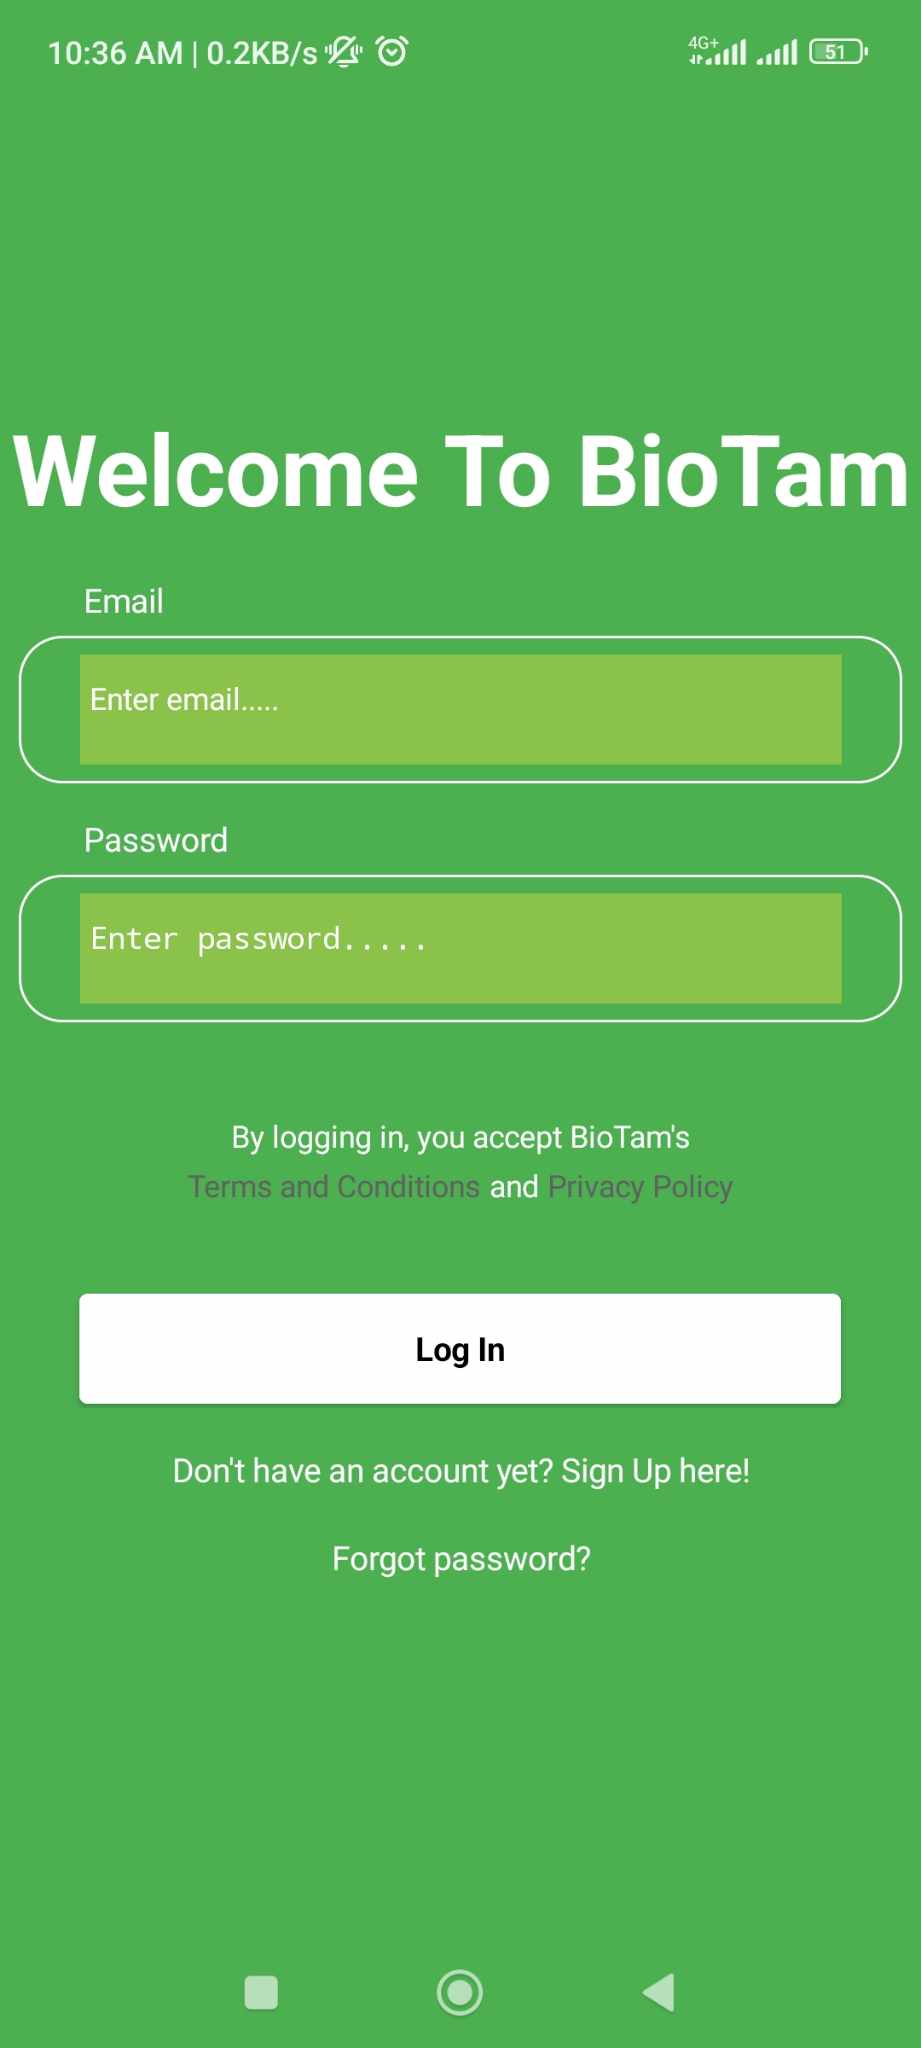 10:36 AM | 0.2KB/s 4G+ 51
Welcome To BioTam
Email
Enter email.....
Password
Enter password.....
By logging in, you accept BioTam's
Terms and Conditions and Privacy Policy
Log In
Don't have an account yet? Sign Up here!
Forgot password?